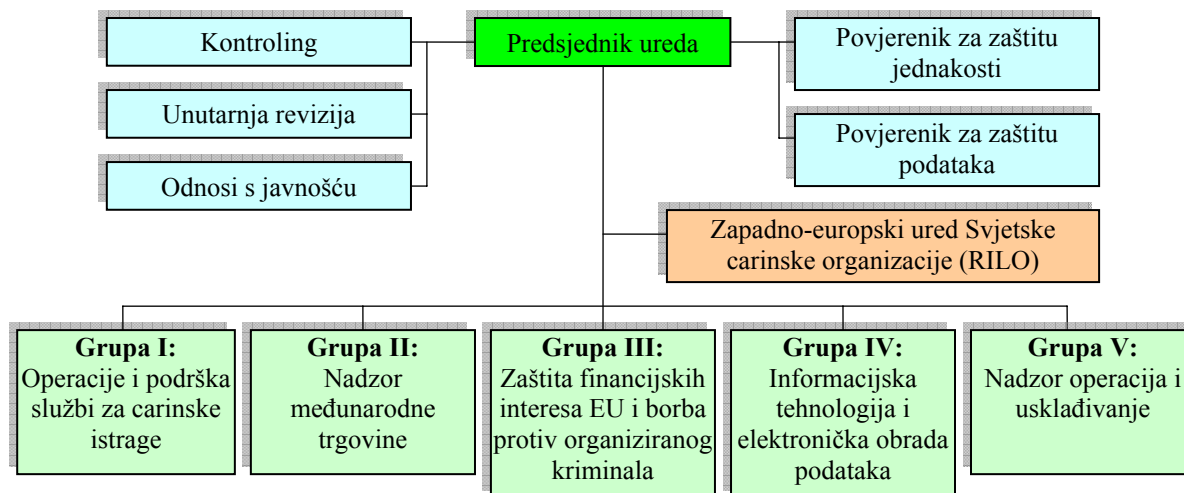 Predsjednik ureda
Kontroling
Unutarnja revizija
Odnosi s javnošću
Povjerenik za zaštitu
jednakosti
Povjerenik za zaštitu
podataka
Zapadno-europski ured Svjetske
carinske organizacije (RILO)
Grupa I:
Operacije i podrška
službi za carinske
istrage
Grupa II:
Nadzor
međunarodne
trgovine
Grupa III:
Zaštita financijskih
interesa EU i borba
protiv organiziranog
kriminala
Grupa IV:
Informacijska
tehnologija i
elektronička obrada
podataka
Grupa V:
Nadzor operacija i
usklađivanje